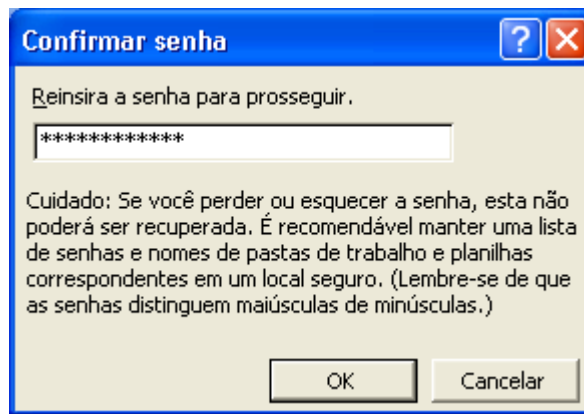 Confirmar senha
Reinsira a senha para prosseguir.
************
Cuidado: Se você perder ou esquecer a senha, esta não
poderá ser recuperada. É recomendável manter uma lista
de senhas e nomes de pastas de trabalho e planilhas
correspondentes em um local seguro. (Lembre-se de que
as senhas distinguem maiúsculas de minúsculas.)
OK Cancelar